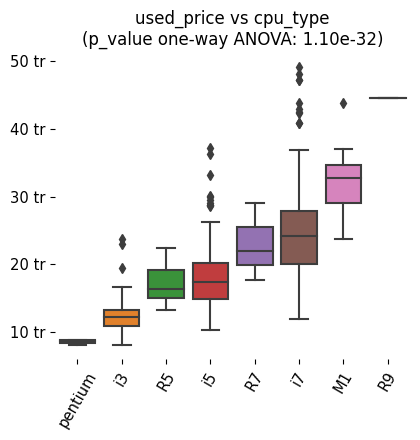 used_price vs cpu_type
(p_value one-way ANOVA: 1.10e-32)
50 tr
40 tr
30 tr
20 tr
10 tr
pentium
i3
R5
i5
R7
i7
M1
R9